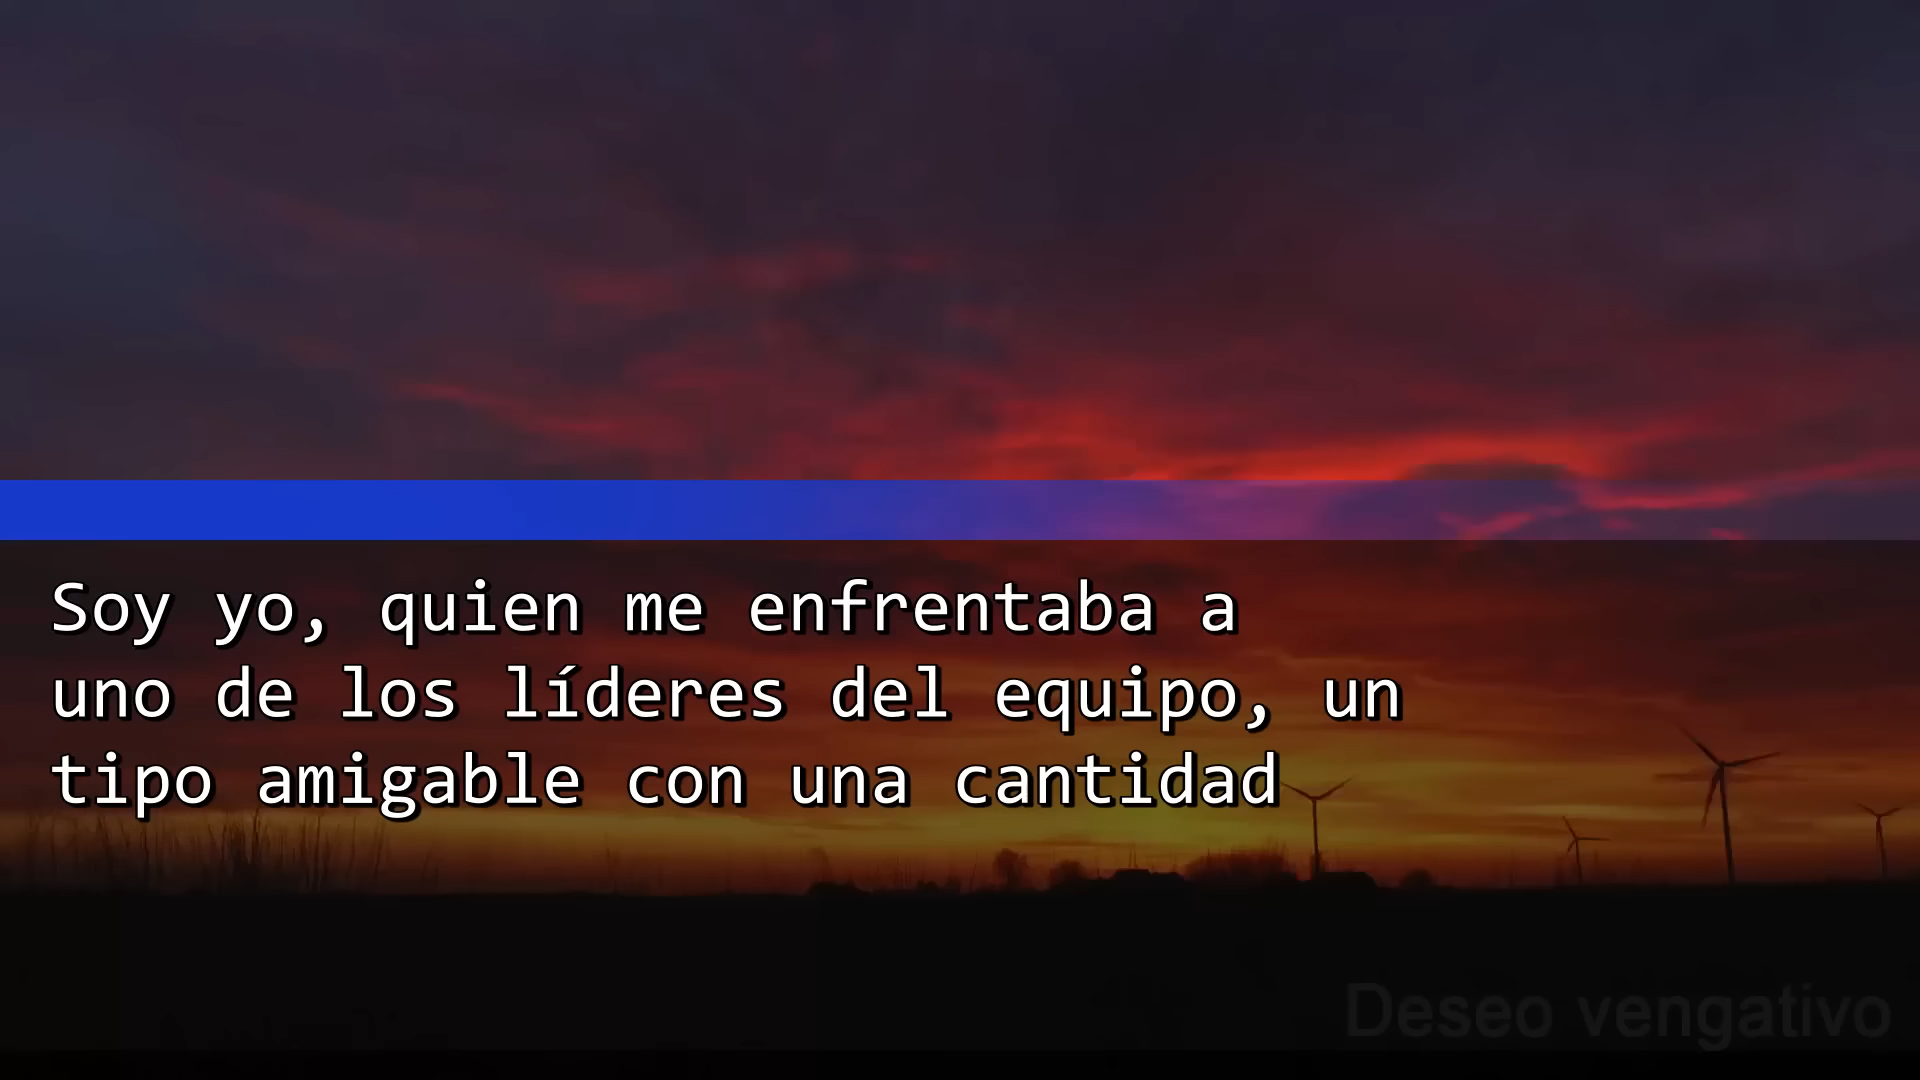 Soy yo, quien me enfrentaba a
uno de los líderes del equipo, un
tipo amigable con una cantidad
Deseo vengativo